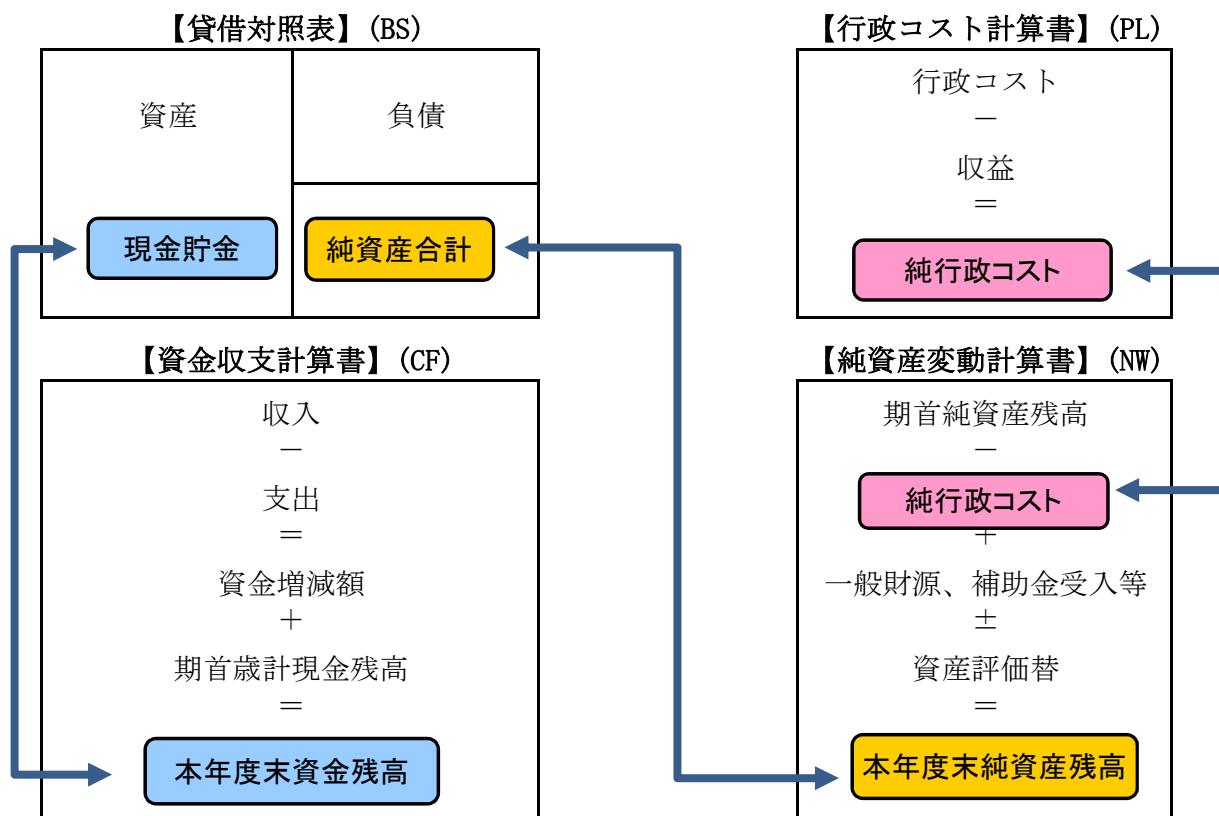 【貸借対照表】(BS)
資産
負債
現金貯金
純資産合計
【行政コスト計算書】(PL)
行政コスト
－
収益
＝
純行政コスト
【資金収支計算書】(CF)
収入
－
支出
＝
資金増減額
＋
期首歳計現金残高
＝
本年度末資金残高
【純資産変動計算書】(NW)
期首純資産残高
－
純行政コスト
＋
一般財源、補助金受入等
±
資産評価替
＝
本年度末純資産残高